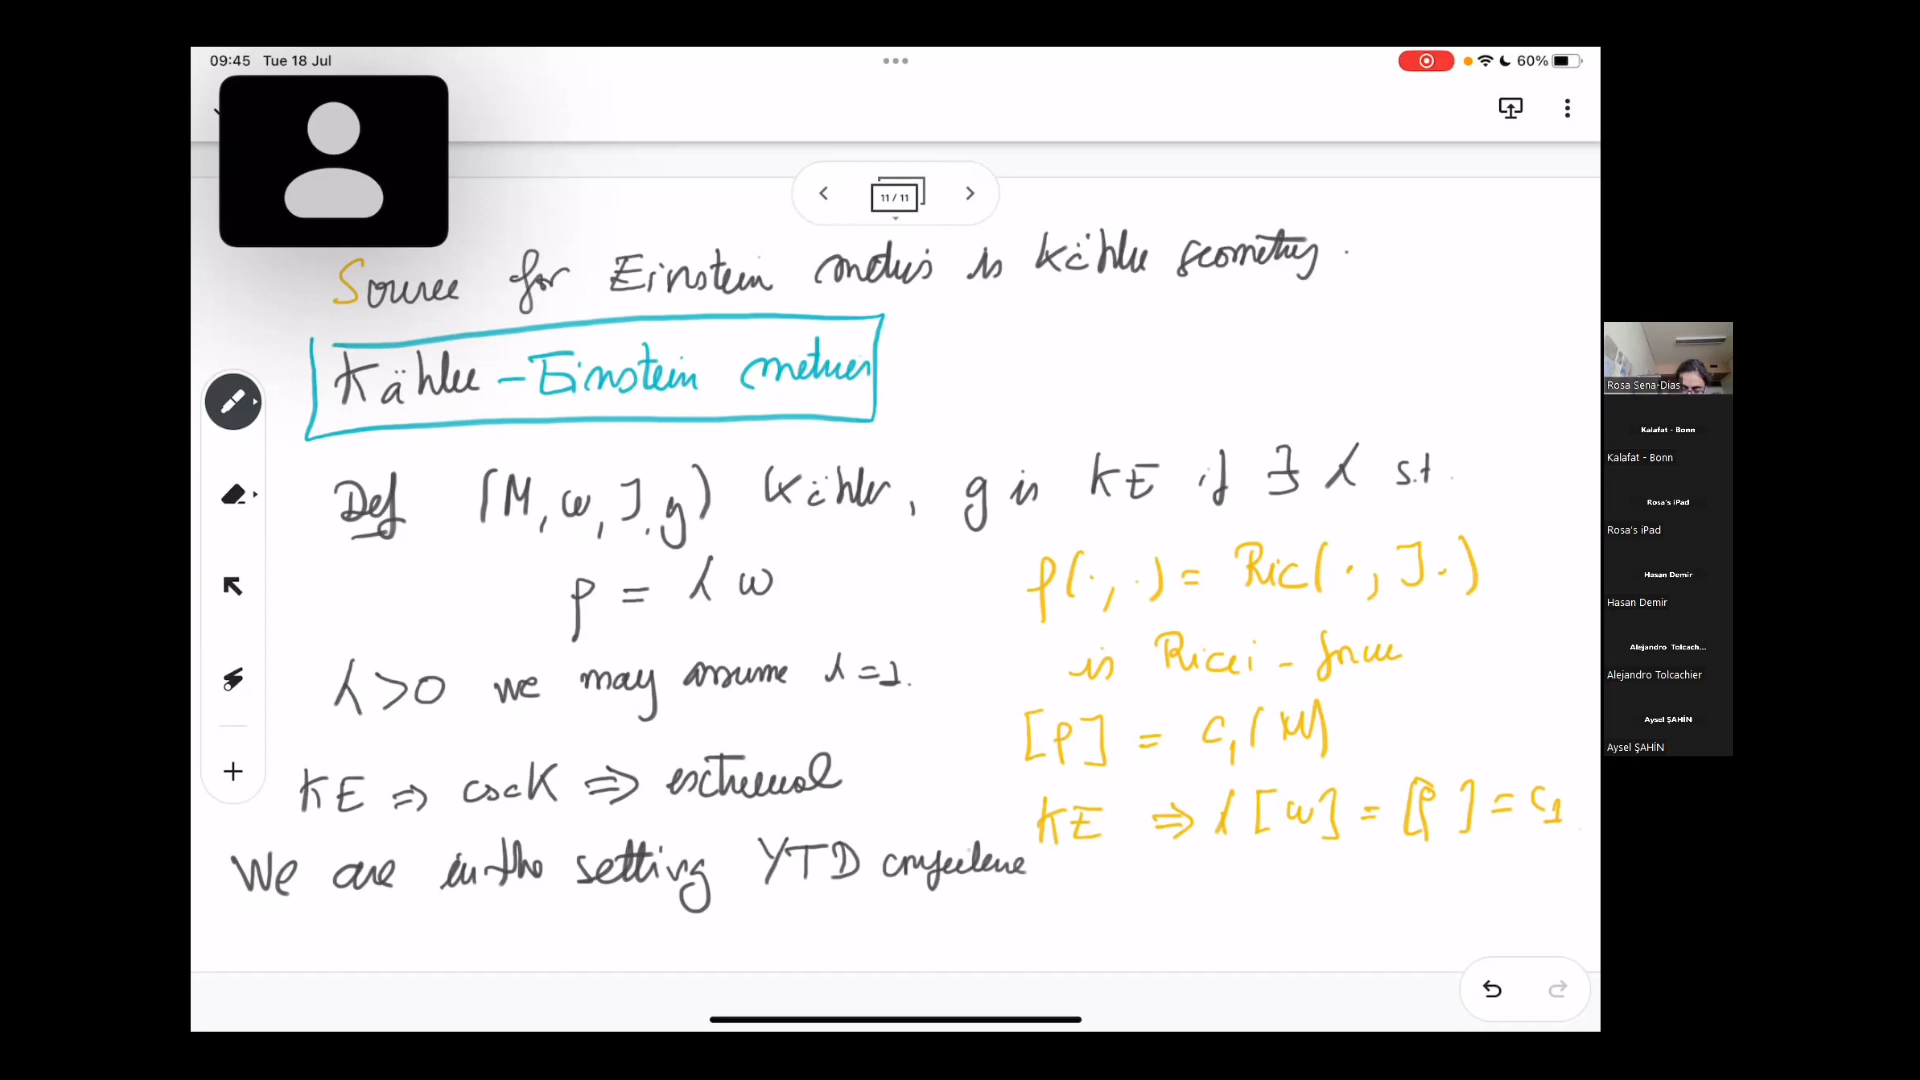 09:45 Tue 18 Jul
60%
11 / 11
Source for Einstein metrics is Kähler geometry.
Kähler - Einstein metrics
Def (M, ω, J, g) Kähler, g is KE if ∃ λ s.t.
ρ = λ ω
λ > 0 we may assume λ = 1.
KE ⇒ cscK ⇒ extremal
We are in the setting YTD conjecture
ρ(·, ·) = Ric(·, J·)
is Ricci - form
[ρ] = c₁(M)
KE ⇒ λ[ω] = [ρ] = c₁
Rosa Sena-Dias
Kalafat - Bonn
Kalafat - Bonn
Rosa's iPad
Rosa's iPad
Hasan Demir
Hasan Demir
Alejandro Tolcach...
Alejandro Tolcachier
Aysel ŞAHİN
Aysel ŞAHİN